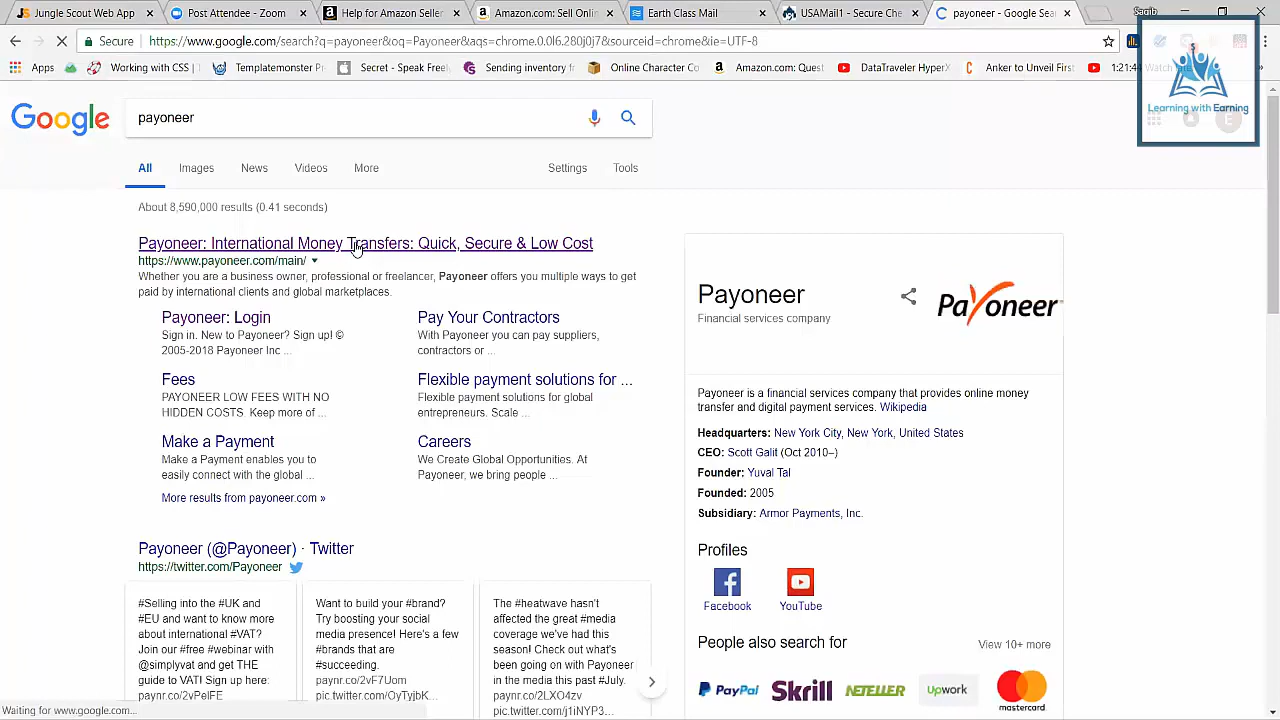 Jungle Scout Web App
Post Attendee - Zoom
Help for Amazon Seller
Amazon.com Sell Online
Earth Class Mail
USAMail1 - Secure Che
payoneer - Google Sea
Saqib
Secure
https://www.google.com/search?q=payoneer&oq=Payoneer&aqs=chrome.0.35i
Apps
Working with CSS |
Templatemonster Pr
Secret - Speak Freely
Sending inventory fr
Online Character Co
Amazon.com: Quest
DataTraveler HyperX
Anker to Unveil First
1:21:44
Learning with Earning
E
Google
payoneer
All
Images
News
Videos
More
Settings
Tools
About 8,590,000 results (0.41 seconds)
Payoneer: International Money Transfers: Quick, Secure & Low Cost
https://www.payoneer.com/main/
Whether you are a business owner, professional or freelancer, Payoneer offers you multiple ways to get
paid by international clients and global marketplaces.
Payoneer: Login
Sign in. New to Payoneer? Sign up! ©
2005-2018 Payoneer Inc ...
Pay Your Contractors
With Payoneer you can pay suppliers,
contractors or ...
Fees
PAYONEER LOW FEES WITH NO
HIDDEN COSTS. Keep more of ...
Flexible payment solutions for ...
Flexible payment solutions for global
entrepreneurs. Scale ...
Make a Payment
Make a Payment enables you to
easily connect with the global ...
Careers
We Create Global Opportunities. At
Payoneer, we bring people ...
More results from payoneer.com »
Payoneer (@Payoneer) · Twitter
https://twitter.com/Payoneer
#Selling into the #UK and
#EU and want to know more
about international #VAT?
Join our #free #webinar with
@simplyvat and get THE
guide to VAT! Sign up here:
paynr.co/2vPeIFE
Want to build your #brand?
Try boosting your social
media presence! Here's a few
#brands that are
#succeeding.
paynr.co/2vF7Uom
pic.twitter.com/OyTyjbK...
The #heatwave hasn't
affected the great #media
coverage we've had this
season! Check out what's
been going on with Payoneer
in the media this past #July.
paynr.co/2LXO4zv
pic.twitter.com/j1iNYP3...
Payoneer
Financial services company
Payoneer
Payoneer is a financial services company that provides online money
transfer and digital payment services. Wikipedia
Headquarters: New York City, New York, United States
CEO: Scott Galit (Oct 2010–)
Founder: Yuval Tal
Founded: 2005
Subsidiary: Armor Payments, Inc.
Profiles
Facebook
YouTube
People also search for
View 10+ more
PayPal
Skrill
NETELLER
Upwork
mastercard
Waiting for www.google.com...